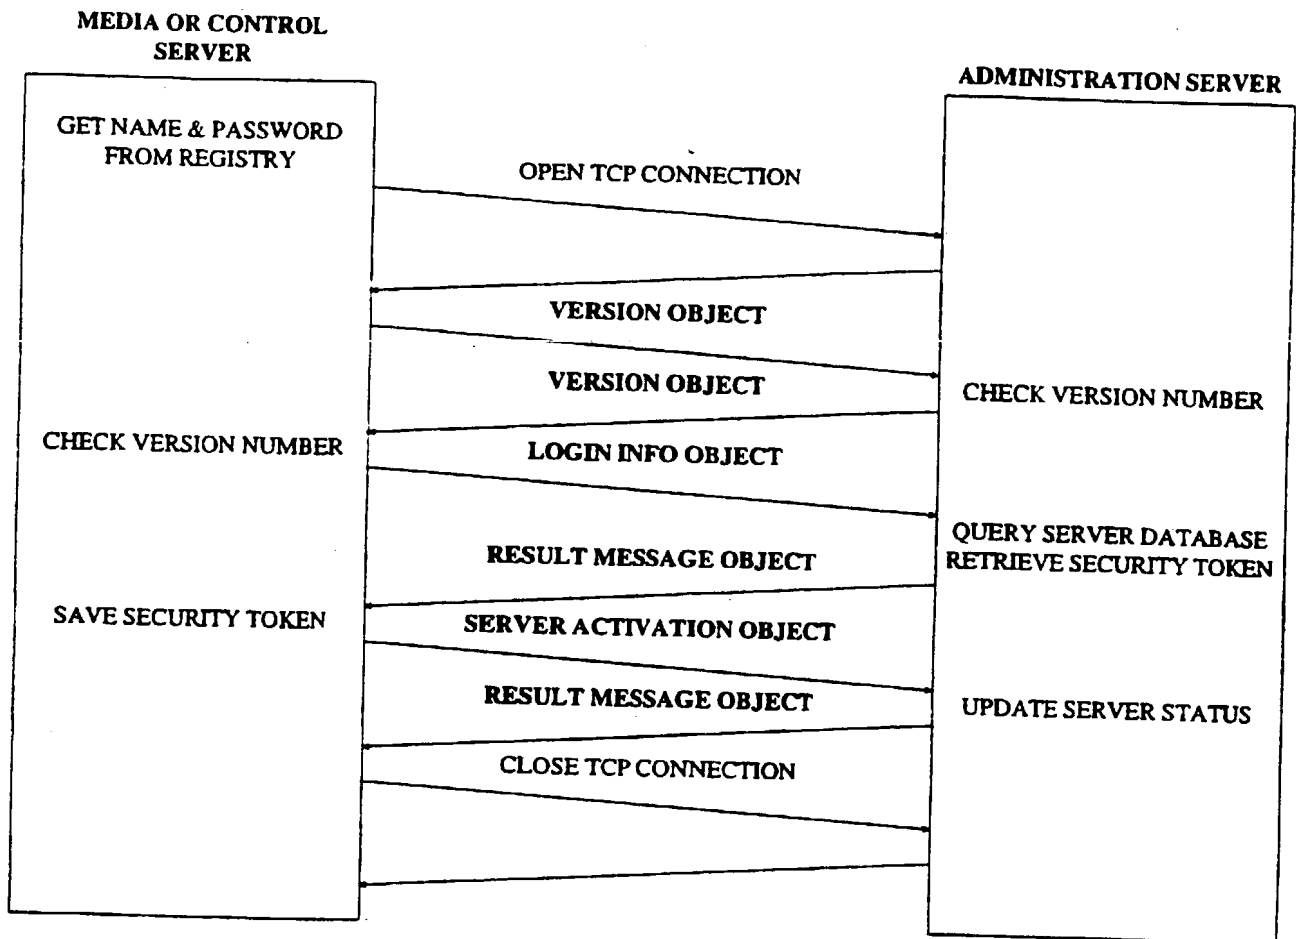 MEDIA OR CONTROL
SERVER
ADMINISTRATION SERVER
GET NAME & PASSWORD
FROM REGISTRY
OPEN TCP CONNECTION
VERSION OBJECT
VERSION OBJECT
CHECK VERSION NUMBER
CHECK VERSION NUMBER
LOGIN INFO OBJECT
QUERY SERVER DATABASE
RETRIEVE SECURITY TOKEN
RESULT MESSAGE OBJECT
SAVE SECURITY TOKEN
SERVER ACTIVATION OBJECT
RESULT MESSAGE OBJECT
UPDATE SERVER STATUS
CLOSE TCP CONNECTION